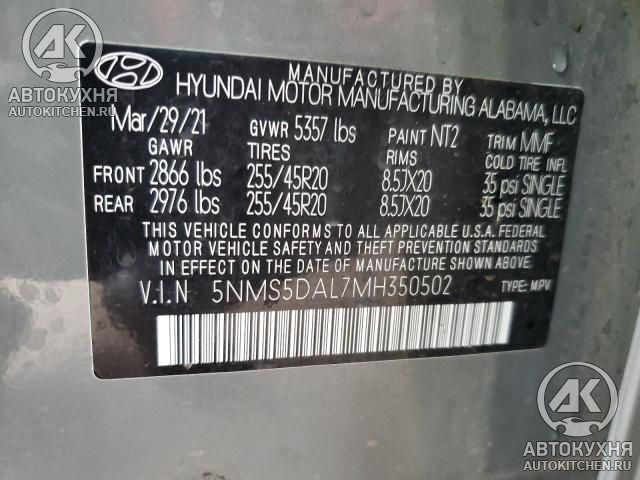 MANUFACTURED BY
HYUNDAI MOTOR MANUFACTURING ALABAMA, LLC
Mar/29/21 GVWR 5357 lbs PAINT NT2 TRIM MMF
GAWR TIRES RIMS COLD TIRE INFL
FRONT 2866 lbs 255/45R20 8.5JX20 35 psi SINGLE
REAR 2976 lbs 255/45R20 8.5JX20 35 psi SINGLE
THIS VEHICLE CONFORMS TO ALL APPLICABLE U.S.A. FEDERAL
MOTOR VEHICLE SAFETY AND THEFT PREVENTION STANDARDS
IN EFFECT ON THE DATE OF MANUFACTURE SHOWN ABOVE.
V.I.N 5NMS5DAL7MH350502 TYPE: MPV
АК
АВТОКУХНЯ
AUTOKITCHEN.RU
АК
АВТОКУХНЯ
AUTOKITCHEN.RU